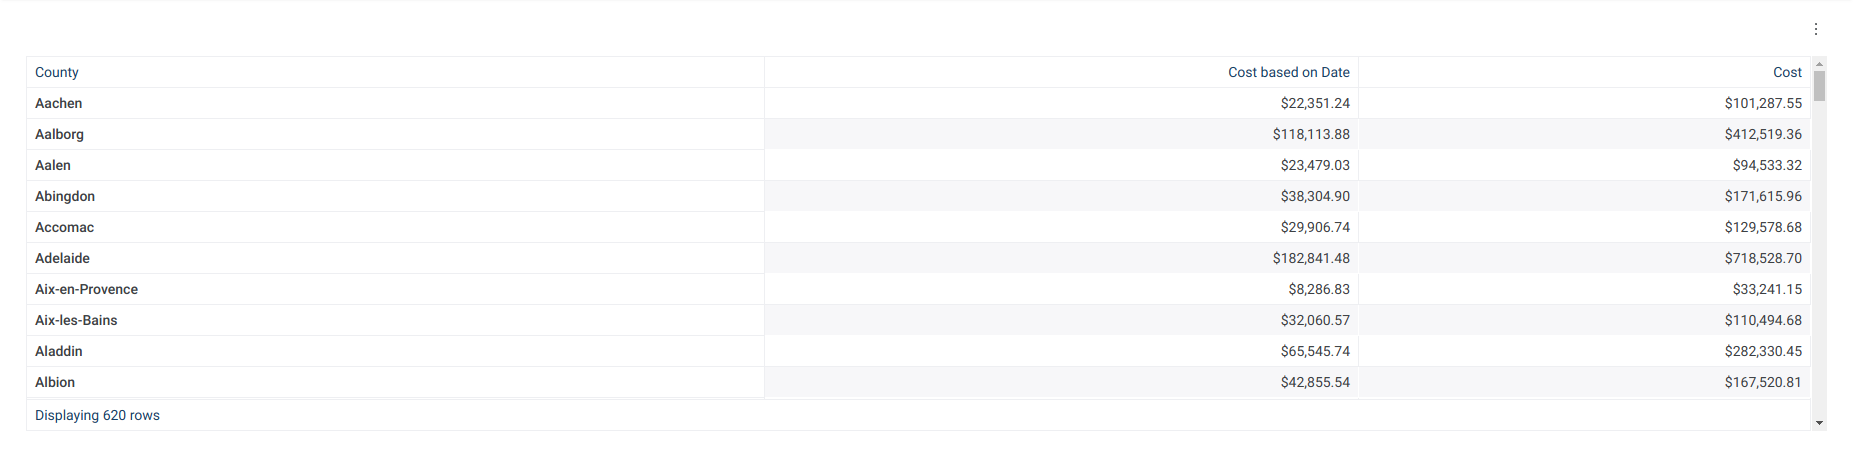 County Cost based on Date Cost
Aachen $22,351.24 $101,287.55
Aalborg $118,113.88 $412,519.36
Aalen $23,479.03 $94,533.32
Abingdon $38,304.90 $171,615.96
Accomac $29,906.74 $129,578.68
Adelaide $182,841.48 $718,528.70
Aix-en-Provence $8,286.83 $33,241.15
Aix-les-Bains $32,060.57 $110,494.68
Aladdin $65,545.74 $282,330.45
Albion $42,855.54 $167,520.81
Displaying 620 rows